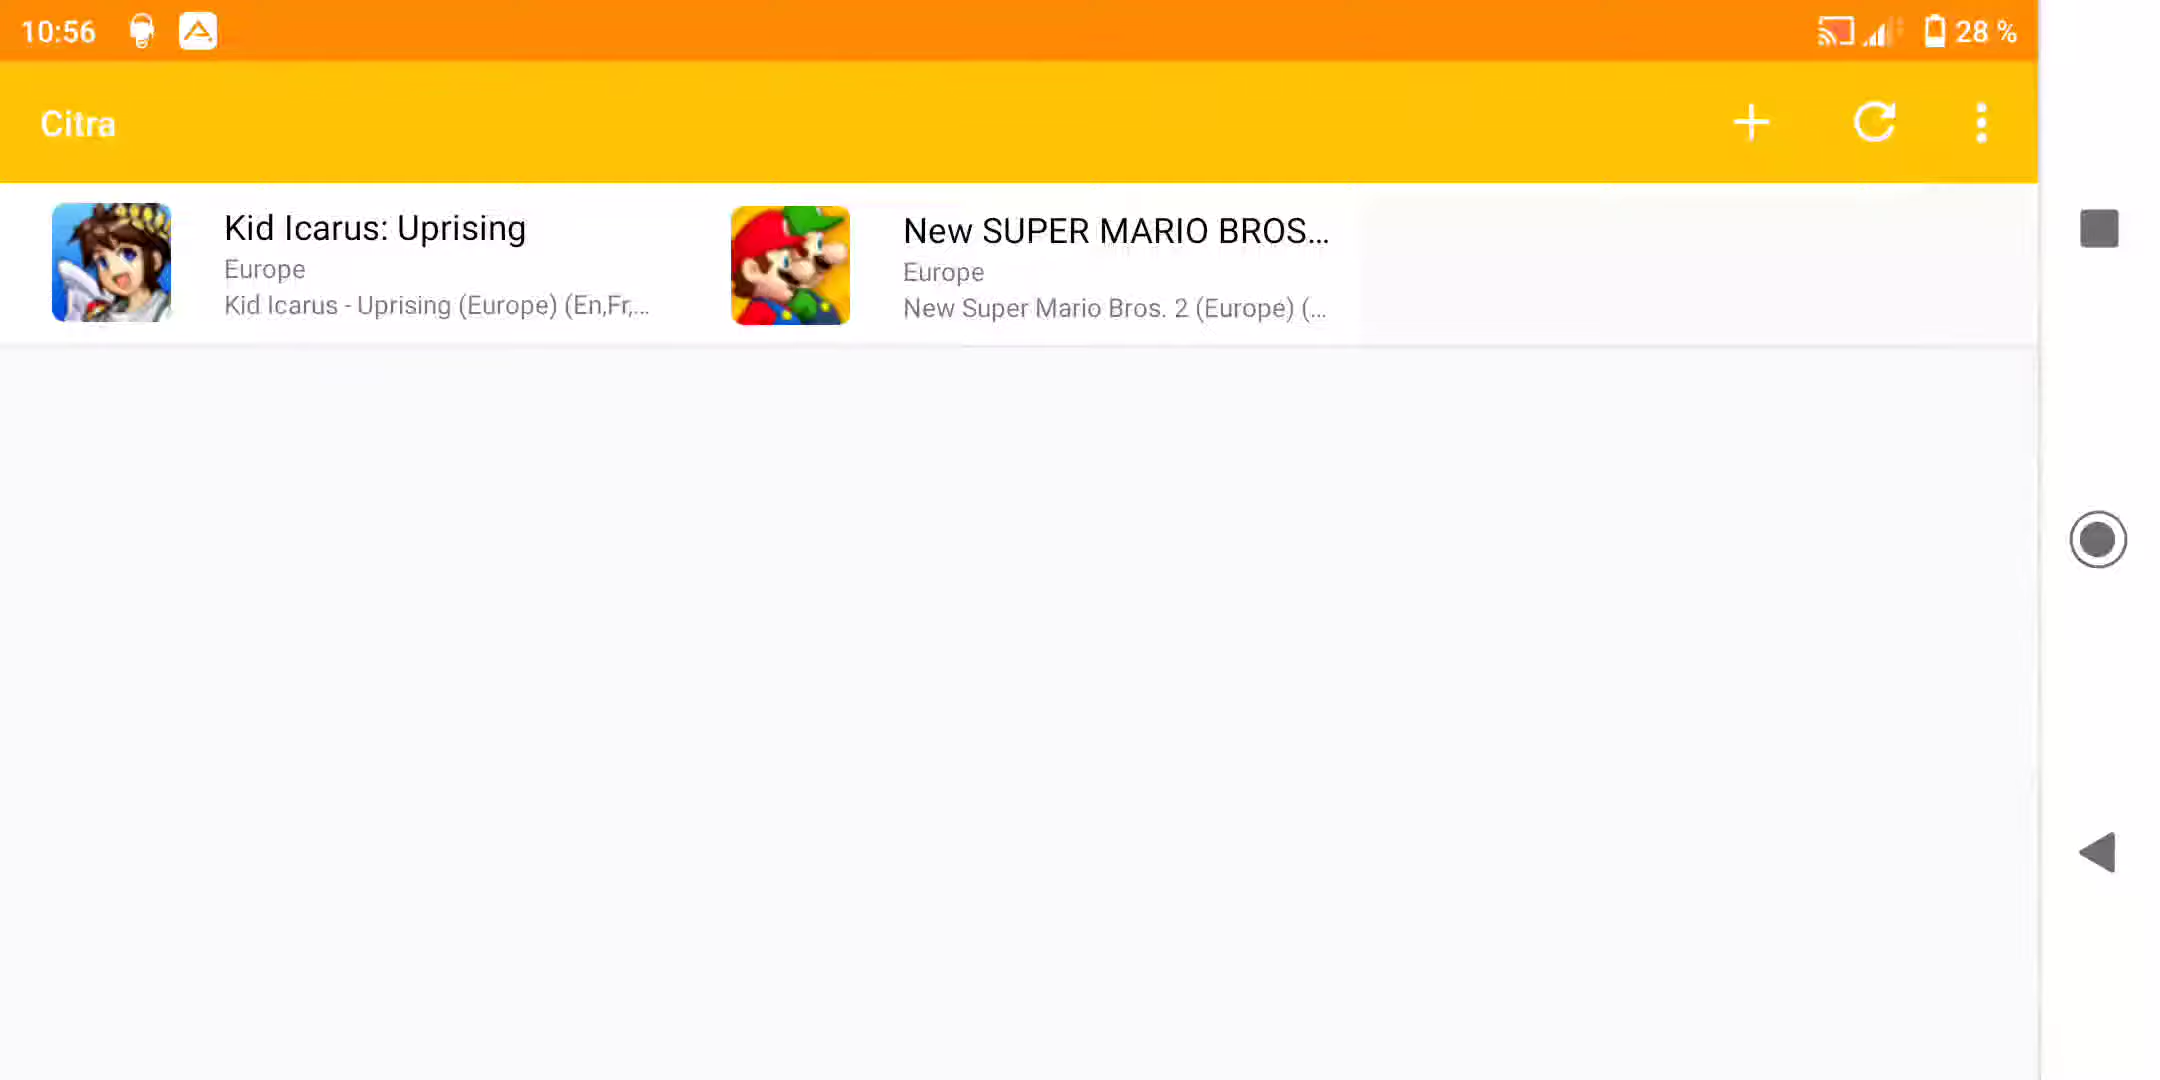 10:56
28 %
Citra
Kid Icarus: Uprising
Europe
Kid Icarus - Uprising (Europe) (En,Fr,...
New SUPER MARIO BROS...
Europe
New Super Mario Bros. 2 (Europe) (...